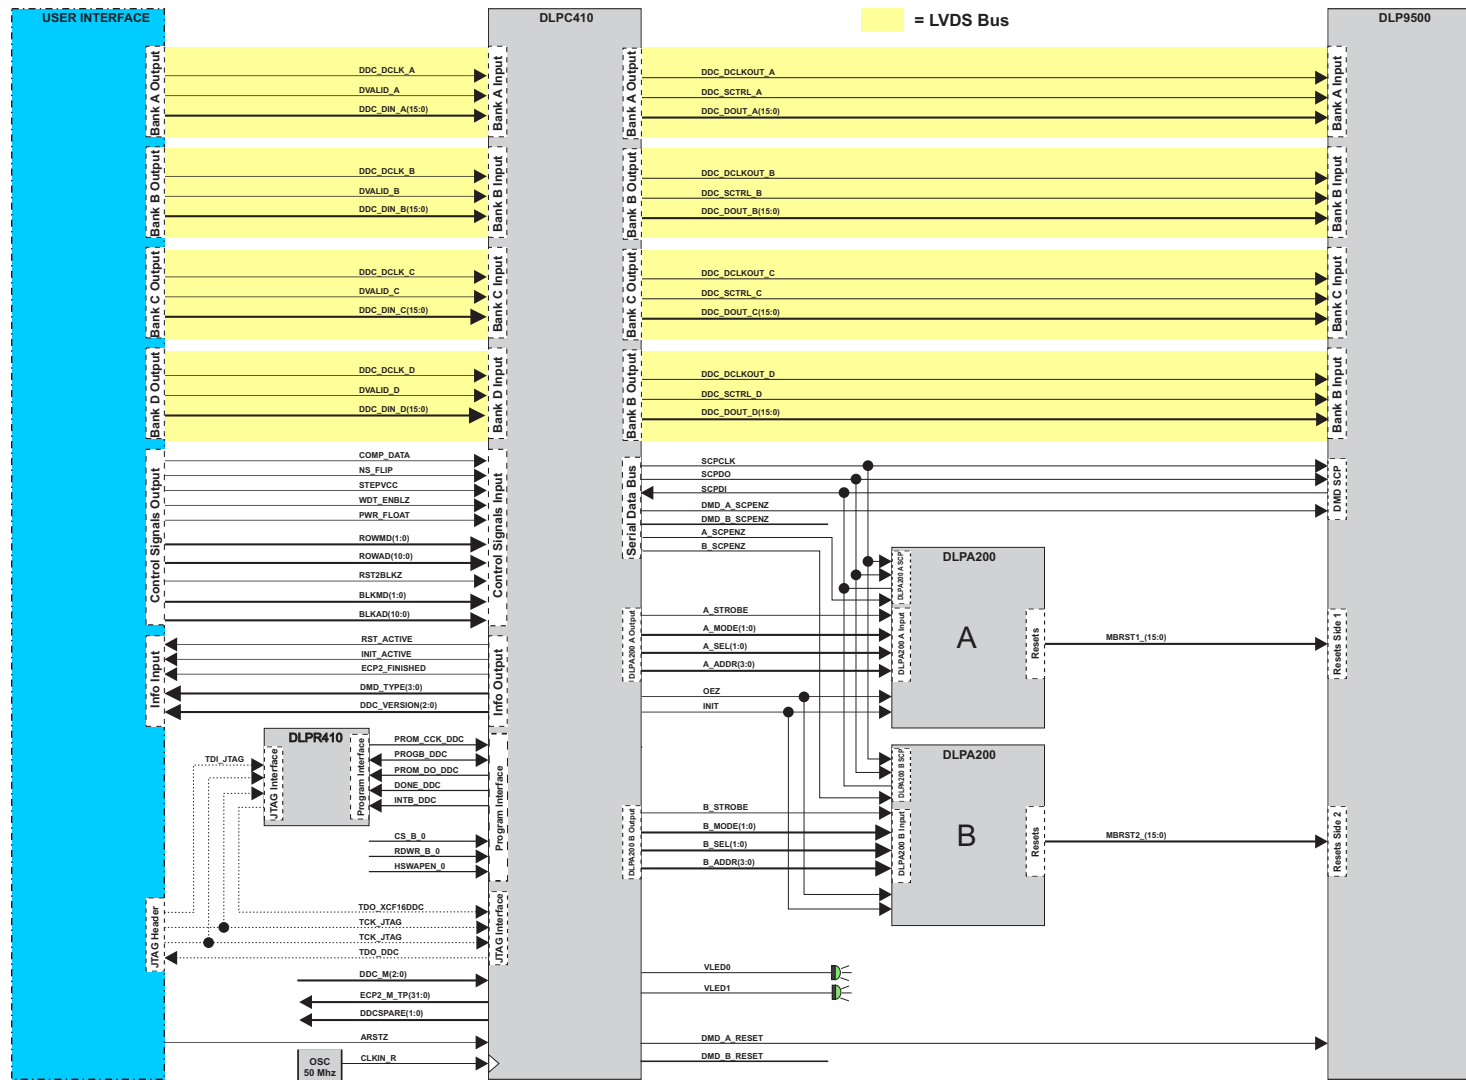 USER INTERFACE
DLPC410
= LVDS Bus
DLP9500
Bank A Output
DDC_DCLK_A
DVALID_A
DDC_DIN_A(15:0)
Bank A Input
Bank A Output
DDC_DCLKOUT_A
DDC_SCTRL_A
DDC_DOUT_A(15:0)
Bank A Input
Bank B Output
DDC_DCLK_B
DVALID_B
DDC_DIN_B(15:0)
Bank B Input
Bank B Output
DDC_DCLKOUT_B
DDC_SCTRL_B
DDC_DOUT_B(15:0)
Bank B Input
Bank C Output
DDC_DCLK_C
DVALID_C
DDC_DIN_C(15:0)
Bank C Input
Bank C Output
DDC_DCLKOUT_C
DDC_SCTRL_C
DDC_DOUT_C(15:0)
Bank C Input
Bank D Output
DDC_DCLK_D
DVALID_D
DDC_DIN_D(15:0)
Bank D Input
Bank B Output
DDC_DCLKOUT_D
DDC_SCTRL_D
DDC_DOUT_D(15:0)
Bank B Input
Control Signals Output
COMP_DATA
NS_FLIP
STEPVCC
WDT_ENBLZ
PWR_FLOAT
ROWMD(1:0)
ROWAD(10:0)
RST2BLKZ
BLKMD(1:0)
BLKAD(10:0)
Control Signals Input
Serial Data Bus
SCPCLK
SCPDO
SCPDI
DMD_A_SCPENZ
DMD_B_SCPENZ
A_SCPENZ
B_SCPENZ
DMD SCP
DLPA200
DLPA200 A SCP
DLPA200 A Output
A_STROBE
A_MODE(1:0)
A_SEL(1:0)
A_ADDR(3:0)
OEZ
INIT
DLPA200 A Input
A
Resets
MBRST1_(15:0)
Resets Side 1
Info Input
RST_ACTIVE
INIT_ACTIVE
ECP2_FINISHED
DMD_TYPE(3:0)
DDC_VERSION(2:0)
Info Output
DLPR410
TDI_JTAG
JTAG Interface
Program Interface
PROM_CCK_DDC
PROGB_DDC
PROM_DO_DDC
DONE_DDC
INTB_DDC
CS_B_0
RDWR_B_0
HSWAPEN_0
Program Interface
DLPA200
DLPA200 B SCP
DLPA200 B Output
B_STROBE
B_MODE(1:0)
B_SEL(1:0)
B_ADDR(3:0)
DLPA200 B Input
B
Resets
MBRST2_(15:0)
Resets Side 2
JTAG Header
TDO_XCF16DDC
TCK_JTAG
TCK_JTAG
TDO_DDC
JTAG Interface
DDC_M(2:0)
ECP2_M_TP(31:0)
DDCSPARE(1:0)
ARSTZ
OSC
50 Mhz
CLKIN_R
VLED0
VLED1
DMD_A_RESET
DMD_B_RESET